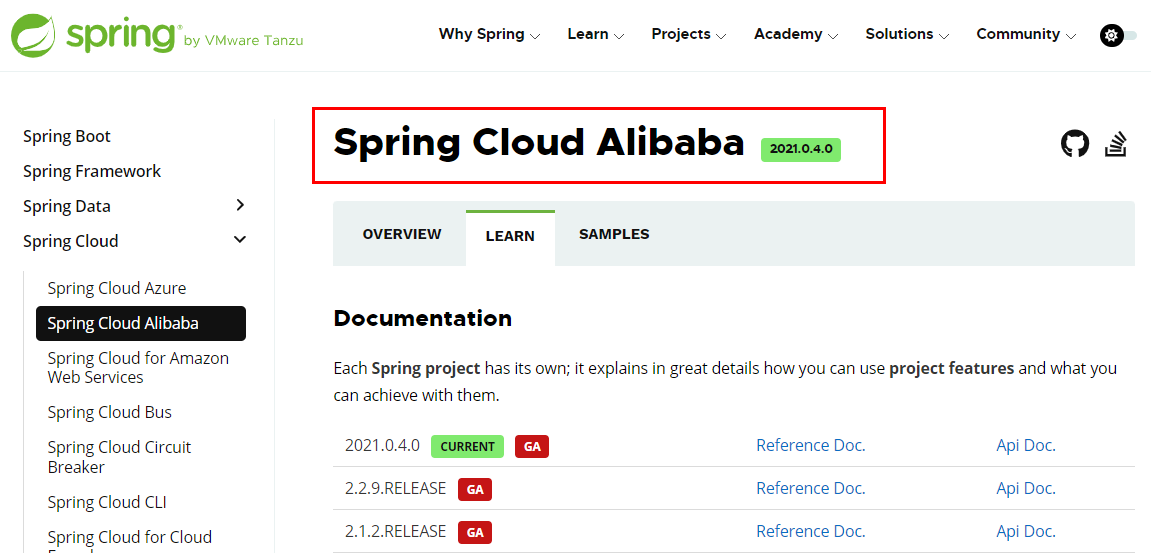 spring by VMware Tanzu
Why Spring
Learn
Projects
Academy
Solutions
Community
Spring Boot
Spring Framework
Spring Data
Spring Cloud
Spring Cloud Azure
Spring Cloud Alibaba
Spring Cloud for Amazon
Web Services
Spring Cloud Bus
Spring Cloud Circuit
Breaker
Spring Cloud CLI
Spring Cloud for Cloud
Spring Cloud Alibaba 2021.0.4.0
OVERVIEW
LEARN
SAMPLES
Documentation
Each Spring project has its own; it explains in great details how you can use project features and what you
can achieve with them.
2021.0.4.0 CURRENT GA Reference Doc. Api Doc.
2.2.9.RELEASE GA Reference Doc. Api Doc.
2.1.2.RELEASE GA Reference Doc. Api Doc.